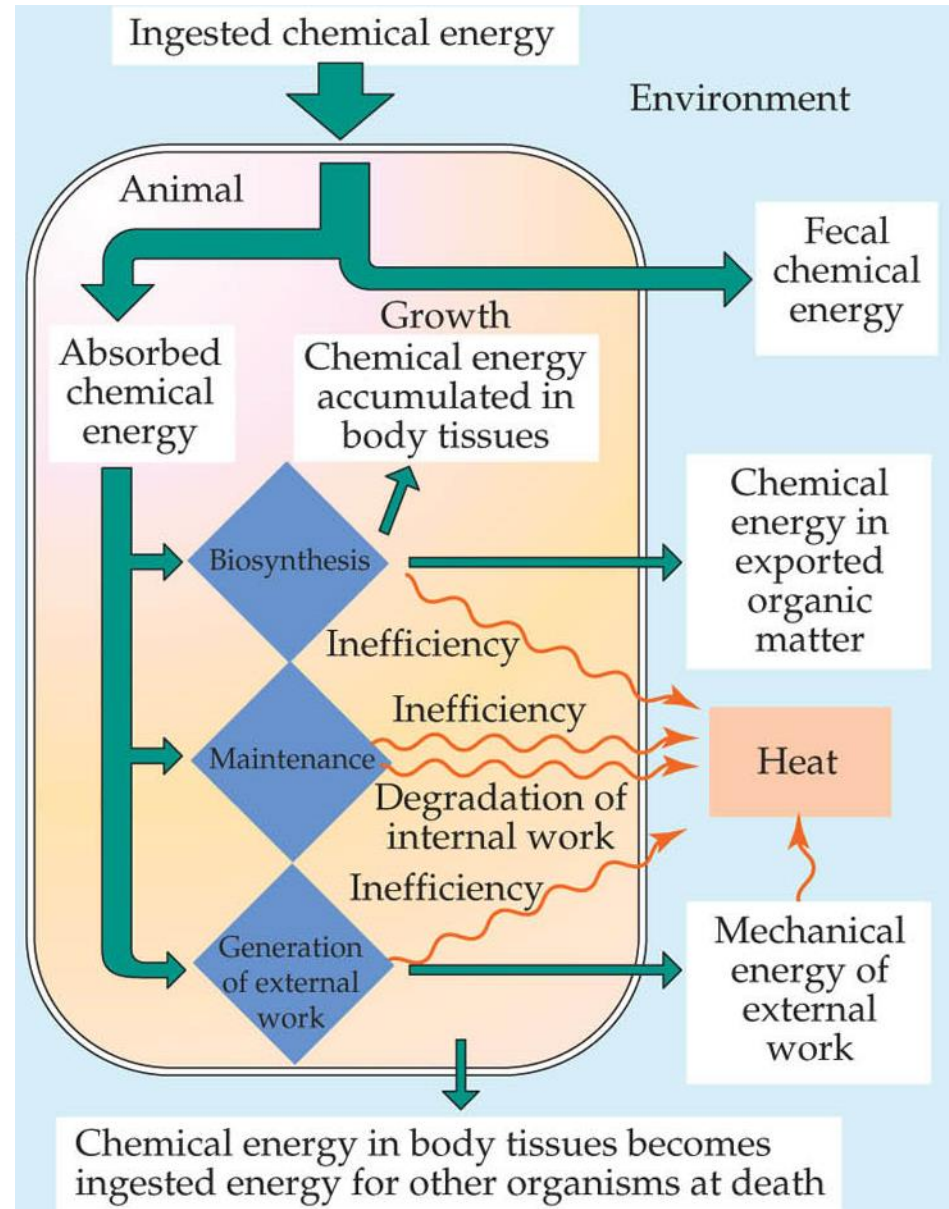 Ingested chemical energy
Environment
Animal
Fecal
chemical
energy
Growth
Absorbed
chemical
energy
Chemical energy
accumulated in
body tissues
Chemical
energy in
exported
organic
matter
Biosynthesis
Inefficiency
Inefficiency
Maintenance
Heat
Degradation of
internal work
Inefficiency
Generation
of external
work
Mechanical
energy of
external
work
Chemical energy in body tissues becomes
ingested energy for other organisms at death